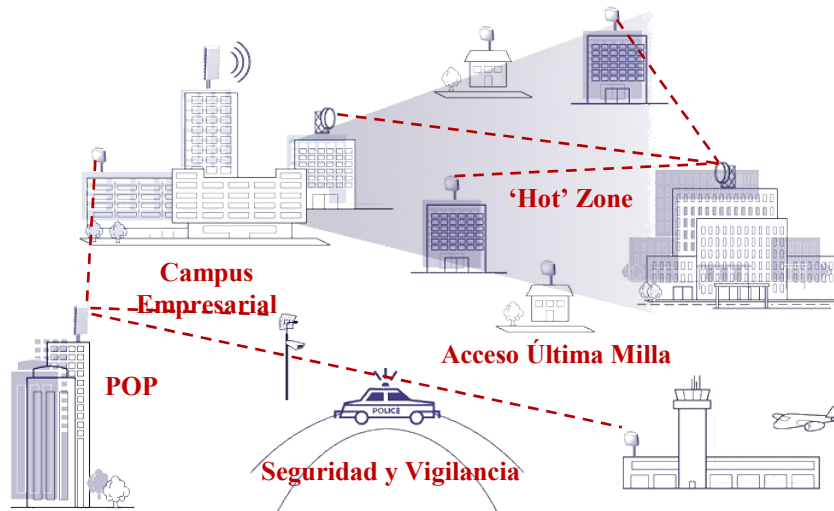 ‘Hot’ Zone
Campus
Empresarial
Acceso Última Milla
POP
POLICE
Seguridad y Vigilancia